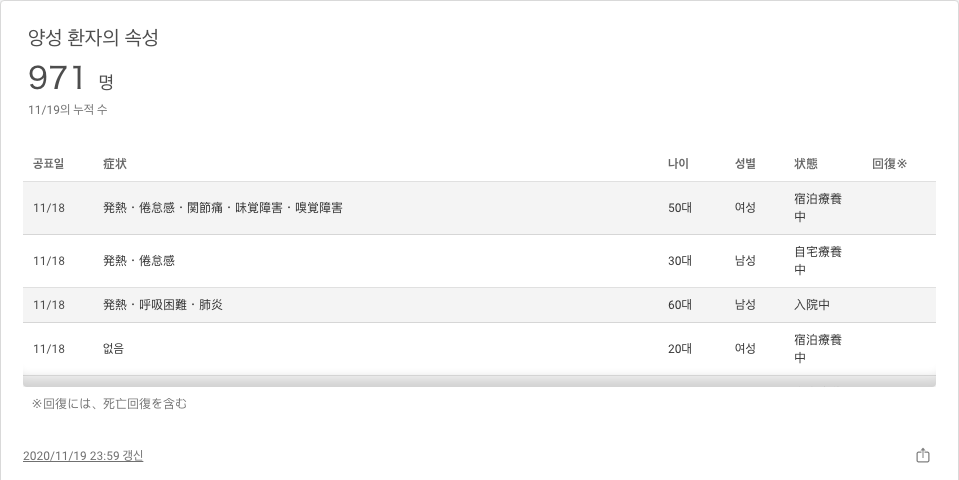 양성 환자의 속성
971 명
11/19의 누적 수
공표일 症状 나이 성별 状態 回復※
11/18 発熱・倦怠感・関節痛・味覚障害・嗅覚障害 50대 여성 宿泊療養中
11/18 発熱・倦怠感 30대 남성 自宅療養中
11/18 発熱・呼吸困難・肺炎 60대 남성 入院中
11/18 없음 20대 여성 宿泊療養中
※回復には、死亡回復を含む
2020/11/19 23:59 갱신